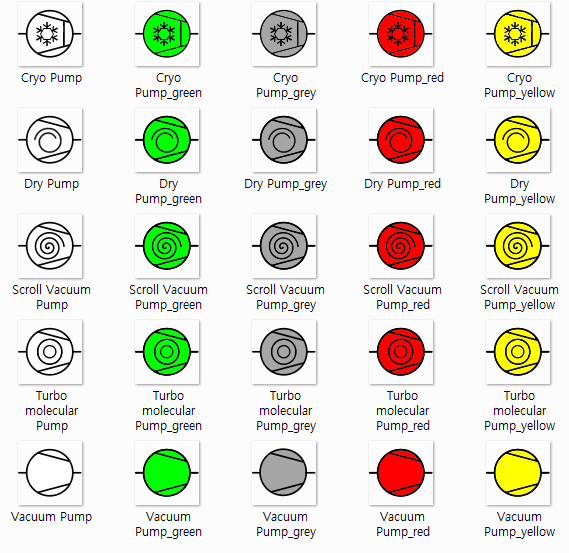 Cryo Pump
Cryo
Pump_green
Cryo
Pump_grey
Cryo Pump_red
Cryo
Pump_yellow
Dry Pump
Dry
Pump_green
Dry Pump_grey
Dry Pump_red
Dry
Pump_yellow
Scroll Vacuum
Pump
Scroll Vacuum
Pump_green
Scroll Vacuum
Pump_grey
Scroll Vacuum
Pump_red
Scroll Vacuum
Pump_yellow
Turbo
molecular
Pump
Turbo
molecular
Pump_green
Turbo
molecular
Pump_grey
Turbo
molecular
Pump_red
Turbo
molecular
Pump_yellow
Vacuum Pump
Vacuum
Pump_green
Vacuum
Pump_grey
Vacuum
Pump_red
Vacuum
Pump_yellow